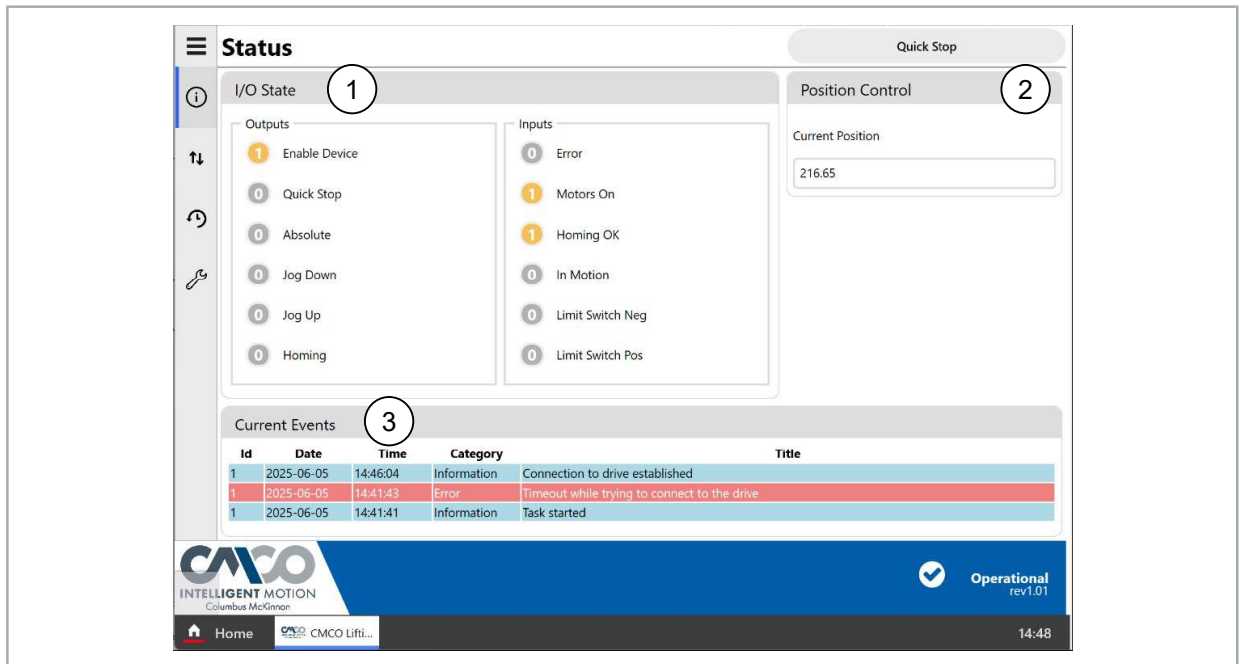 Status
Quick Stop
I/O State
1
Position Control
2
Outputs
1 Enable Device
0 Quick Stop
0 Absolute
0 Jog Down
0 Jog Up
0 Homing
Inputs
0 Error
1 Motors On
1 Homing OK
0 In Motion
0 Limit Switch Neg
0 Limit Switch Pos
Current Position
216.65
Current Events
3
Id Date Time Category Title
1 2025-06-05 14:46:04 Information Connection to drive established
1 2025-06-05 14:41:43 Error Timeout while trying to connect to the drive
1 2025-06-05 14:41:41 Information Task started
CMCO
INTELLIGENT MOTION
Columbus McKinnon
Operational
rev1.01
Home
CMCO CMCO Lifti...
14:48